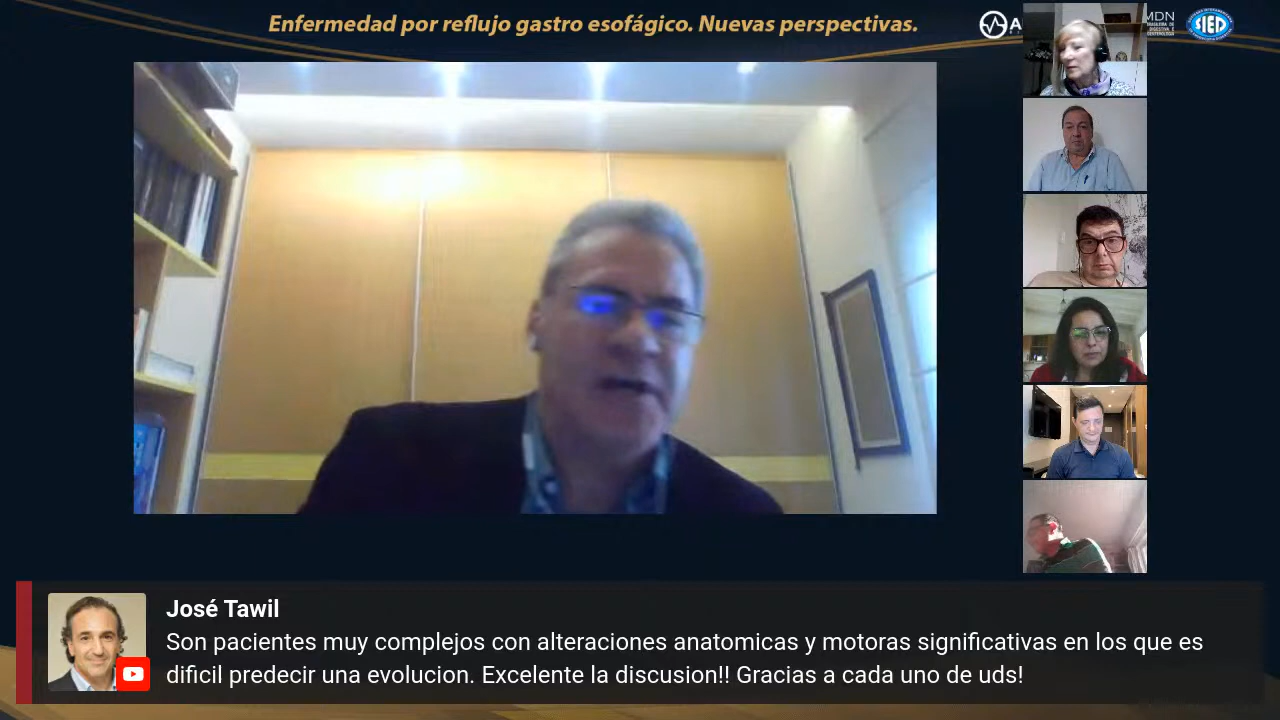 Enfermedad por reflujo gastro esofágico. Nuevas perspectivas.
MDN
SIED
José Tawil
Son pacientes muy complejos con alteraciones anatomicas y motoras significativas en los que es
dificil predecir una evolucion. Excelente la discusion!! Gracias a cada uno de uds!